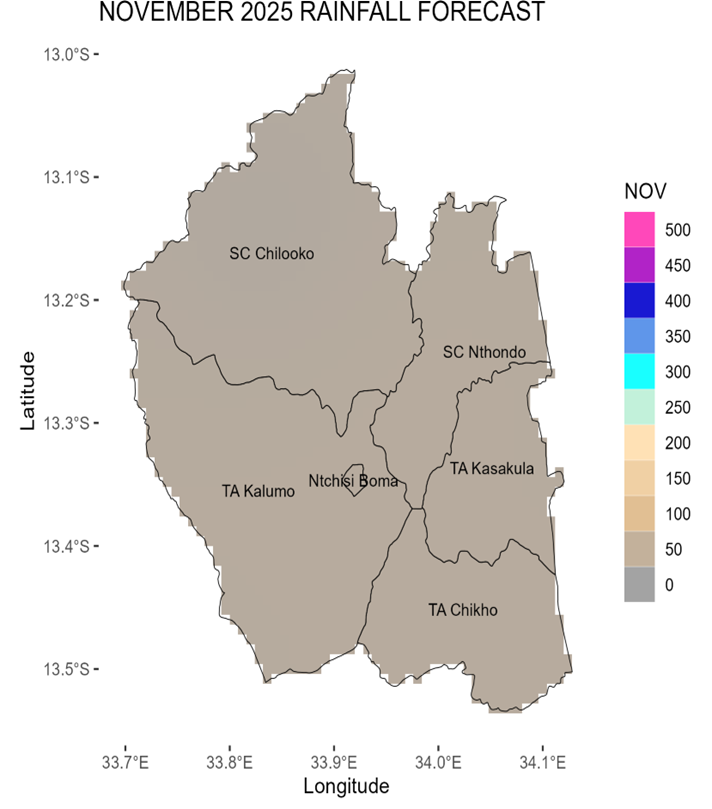 NOVEMBER 2025 RAINFALL FORECAST
13.0°S
13.1°S
13.2°S
13.3°S
13.4°S
13.5°S
Latitude
SC Chilooko
SC Nthondo
TA Kasakula
Ntchisi Boma
TA Kalumo
TA Chikho
33.7°E
33.8°E
33.9°E
34.0°E
34.1°E
Longitude
NOV
500
450
400
350
300
250
200
150
100
50
0